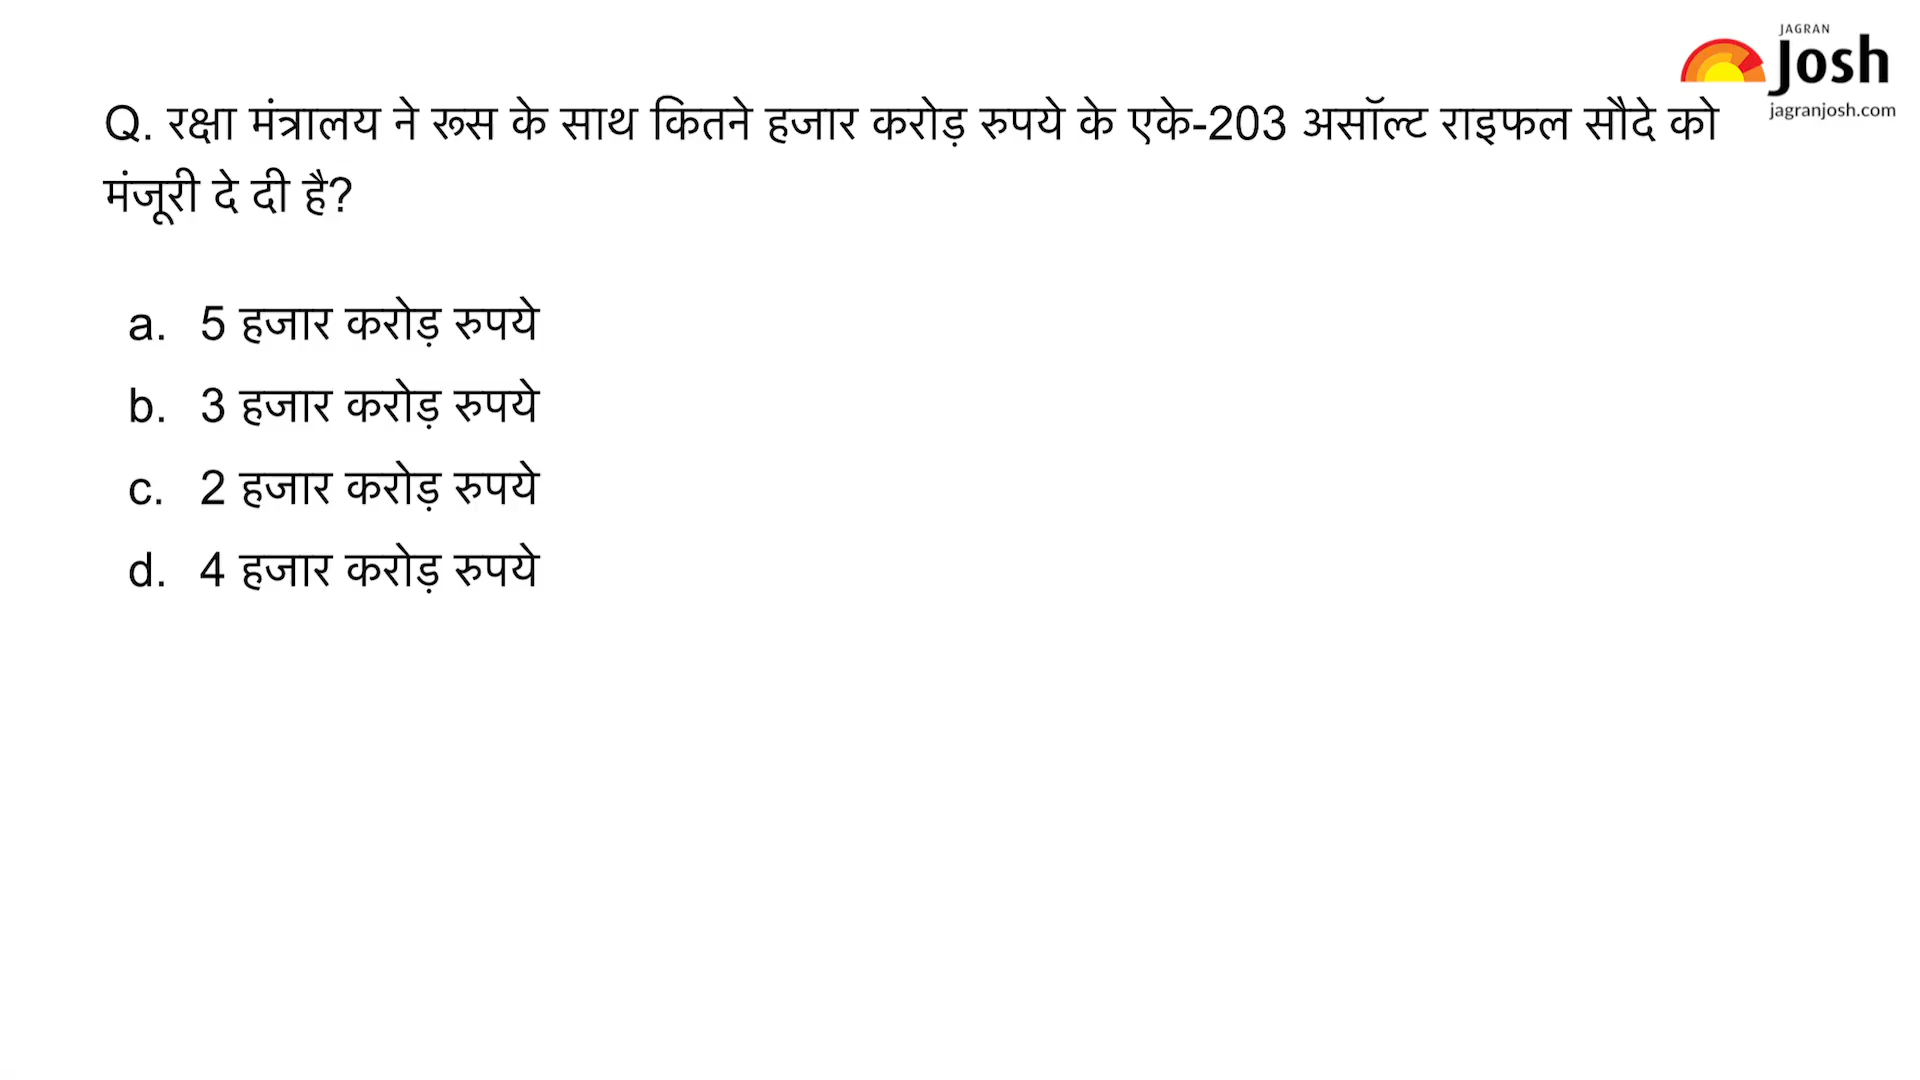 JAGRAN
Josh
jagranjosh.com
Q. रक्षा मंत्रालय ने रूस के साथ कितने हजार करोड़ रुपये के एके-203 असॉल्ट राइफल सौदे को
मंजूरी दे दी है?
a. 5 हजार करोड़ रुपये
b. 3 हजार करोड़ रुपये
c. 2 हजार करोड़ रुपये
d. 4 हजार करोड़ रुपये